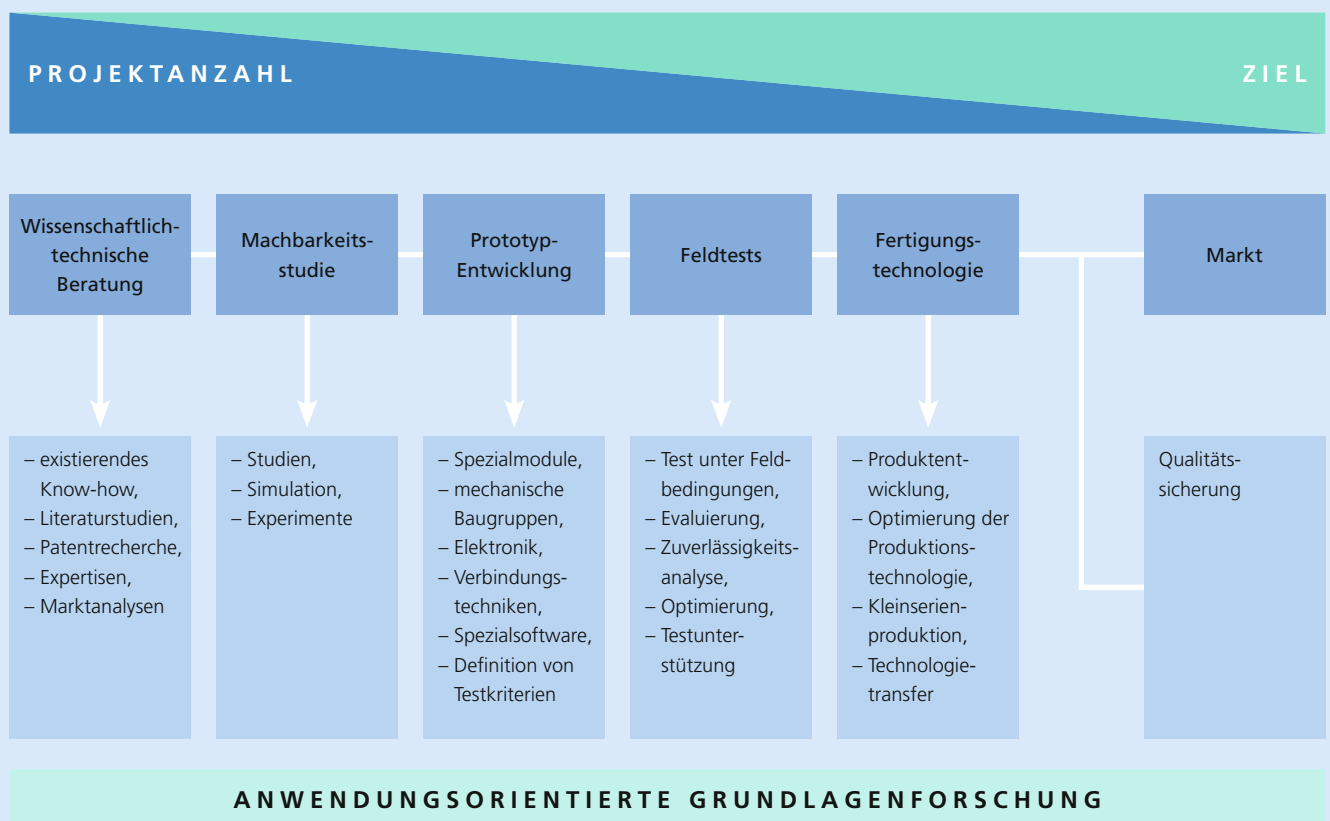 PROJEKTANZAHL
ZIEL
Wissenschaftlich-
technische
Beratung
Machbarkeits-
studie
Prototyp-
Entwicklung
Feldtests
Fertigungs-
technologie
Markt
– existierendes
Know-how,
– Literaturstudien,
– Patentrecherche,
– Expertisen,
– Marktanalysen
– Studien,
– Simulation,
– Experimente
– Spezialmodule,
– mechanische
Baugruppen,
– Elektronik,
– Verbindungs-
techniken,
– Spezialsoftware,
– Definition von
Testkriterien
– Test unter Feld-
bedingungen,
– Evaluierung,
– Zuverlässigkeits-
analyse,
– Optimierung,
– Testunter-
stützung
– Produktent-
wicklung,
– Optimierung der
Produktions-
technologie,
– Kleinserien-
produktion,
– Technologie-
transfer
Qualitäts-
sicherung
ANWENDUNGSORIENTIERTE GRUNDLAGENFORSCHUNG